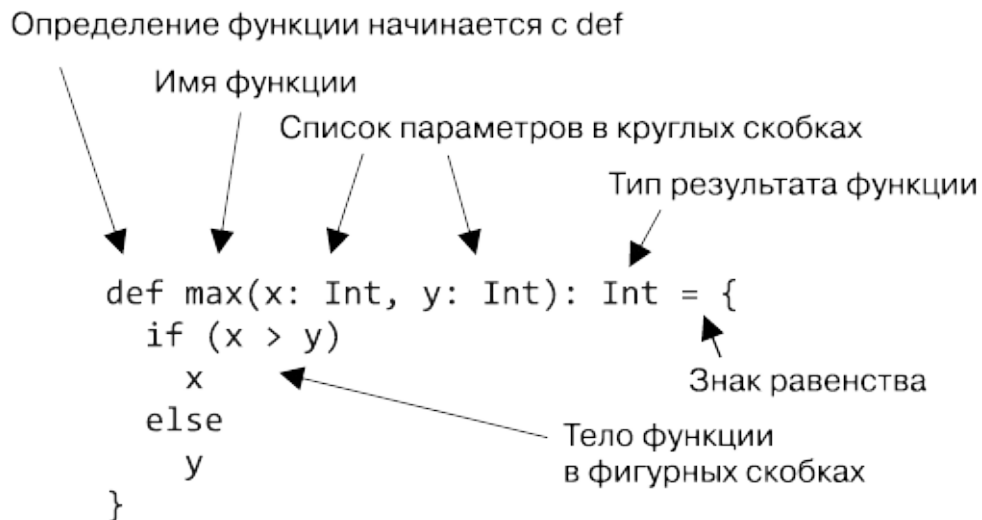 Определение функции начинается с def
Имя функции
Список параметров в круглых скобках
Тип результата функции
def max(x: Int, y: Int): Int = {
if (x > y)
x
Знак равенства
else
Тело функции
в фигурных скобках
y
}